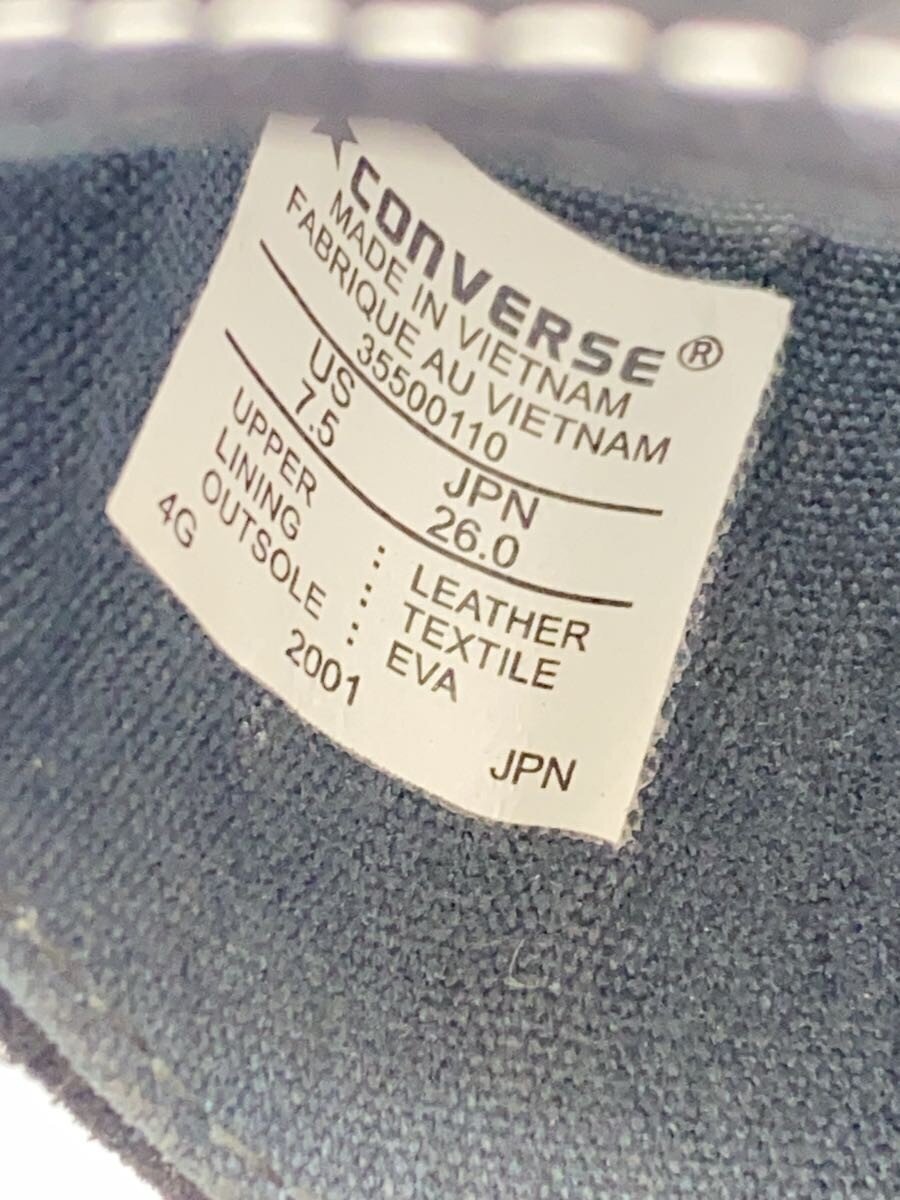 CONVERSE®
MADE IN VIETNAM
FABRIQUE AU VIETNAM
35500110
US JPN
7.5 26.0
UPPER : LEATHER
LINING : TEXTILE
OUTSOLE : EVA
4G 2001 JPN